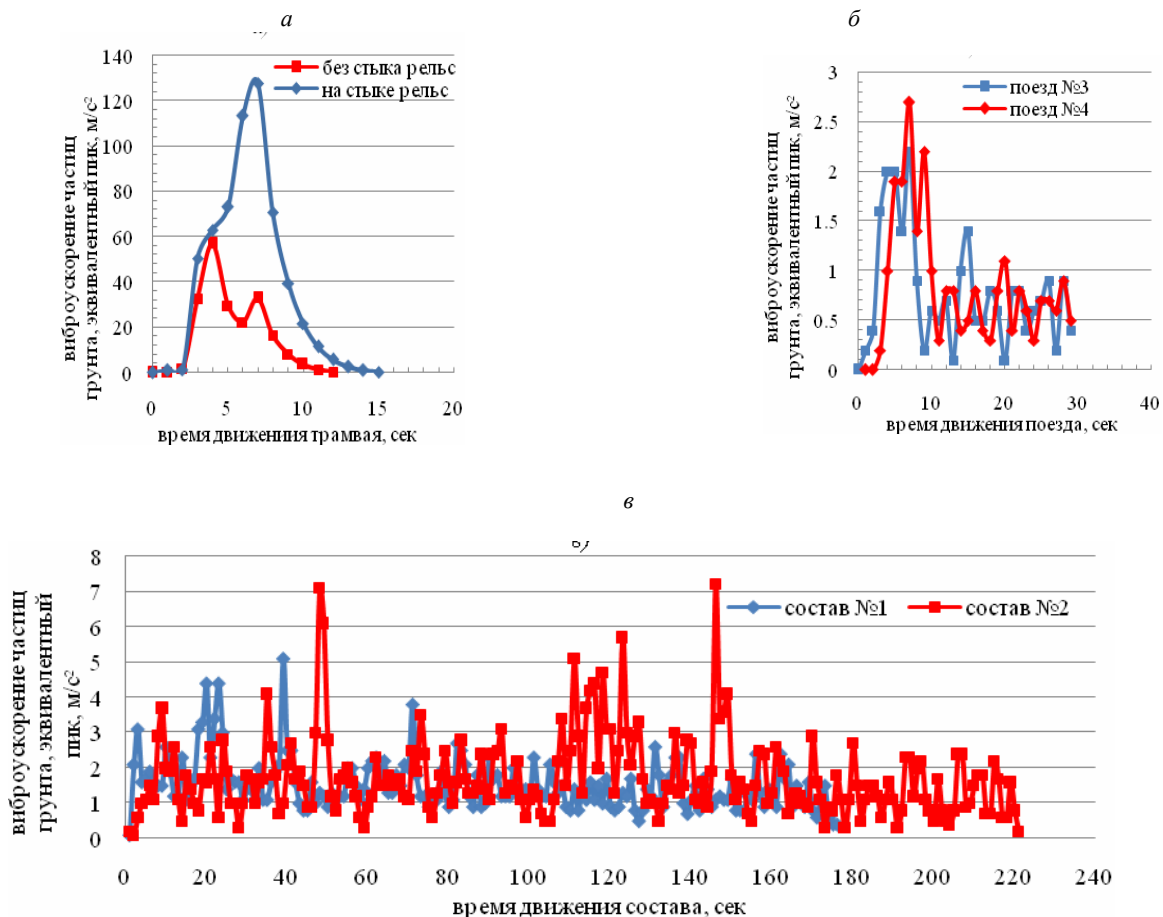 а
б
140
120
100
80
60
40
20
0
виброускорение частиц
грунта, эквивалентный пик, м/с²
без стыка рельс
на стыке рельс
0 5 10 15 20
время движениия трамвая, сек
3
2.5
2
1.5
1
0.5
0
виброускорение частиц
грунта, эквивалентный пик, м/с²
поезд №3
поезд №4
0 10 20 30 40
время движения поезда, сек
в
8
7
6
5
4
3
2
1
0
виброускорение частиц
грунта, эквивалентный
пик, м/с²
состав №1 состав №2
0 20 40 60 80 100 120 140 160 180 200 220 240
время движения состава, сек